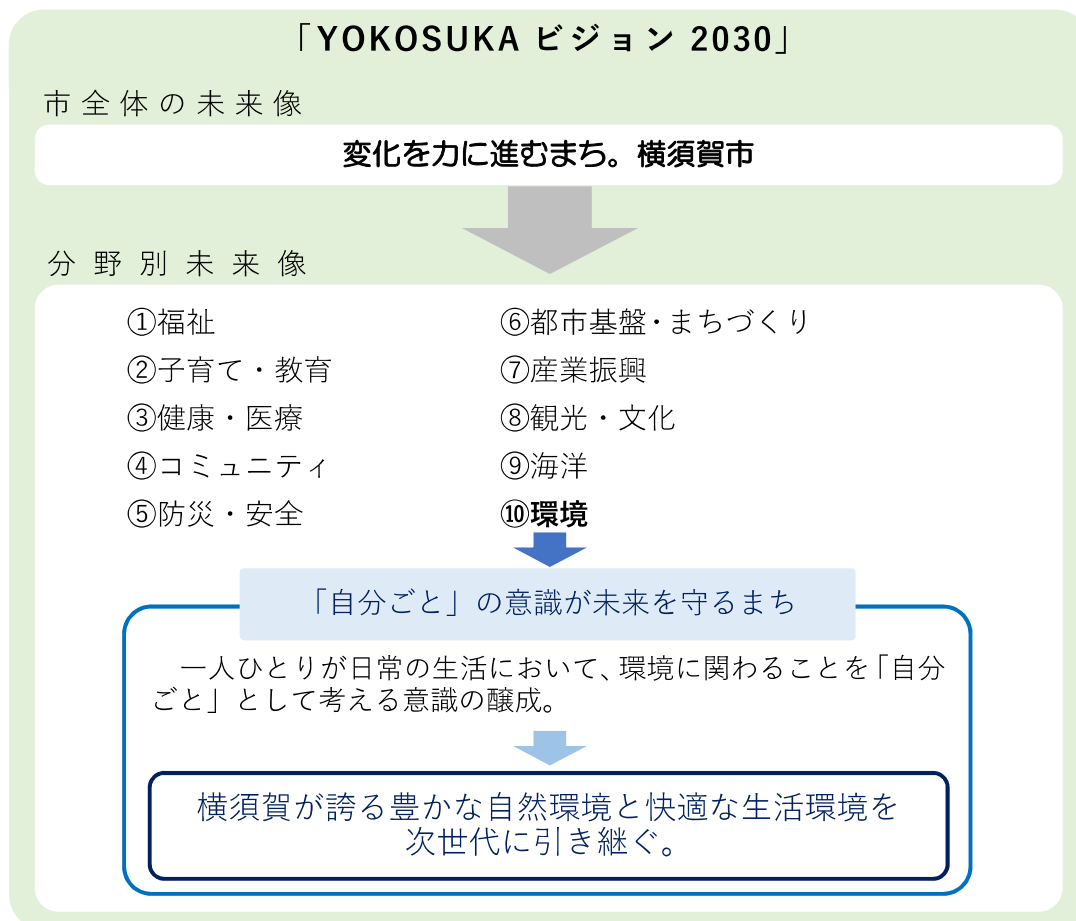 「YOKOSUKA ビジョン 2030」
市全体の未来像
変化を力に進むまち。横須賀市
分野別未来像
①福祉
②子育て・教育
③健康・医療
④コミュニティ
⑤防災・安全
⑥都市基盤・まちづくり
⑦産業振興
⑧観光・文化
⑨海洋
⑩環境
「自分ごと」の意識が未来を守るまち
一人ひとりが日常の生活において、環境に関わることを「自分
ごと」として考える意識の醸成。
横須賀が誇る豊かな自然環境と快適な生活環境を
次世代に引き継ぐ。